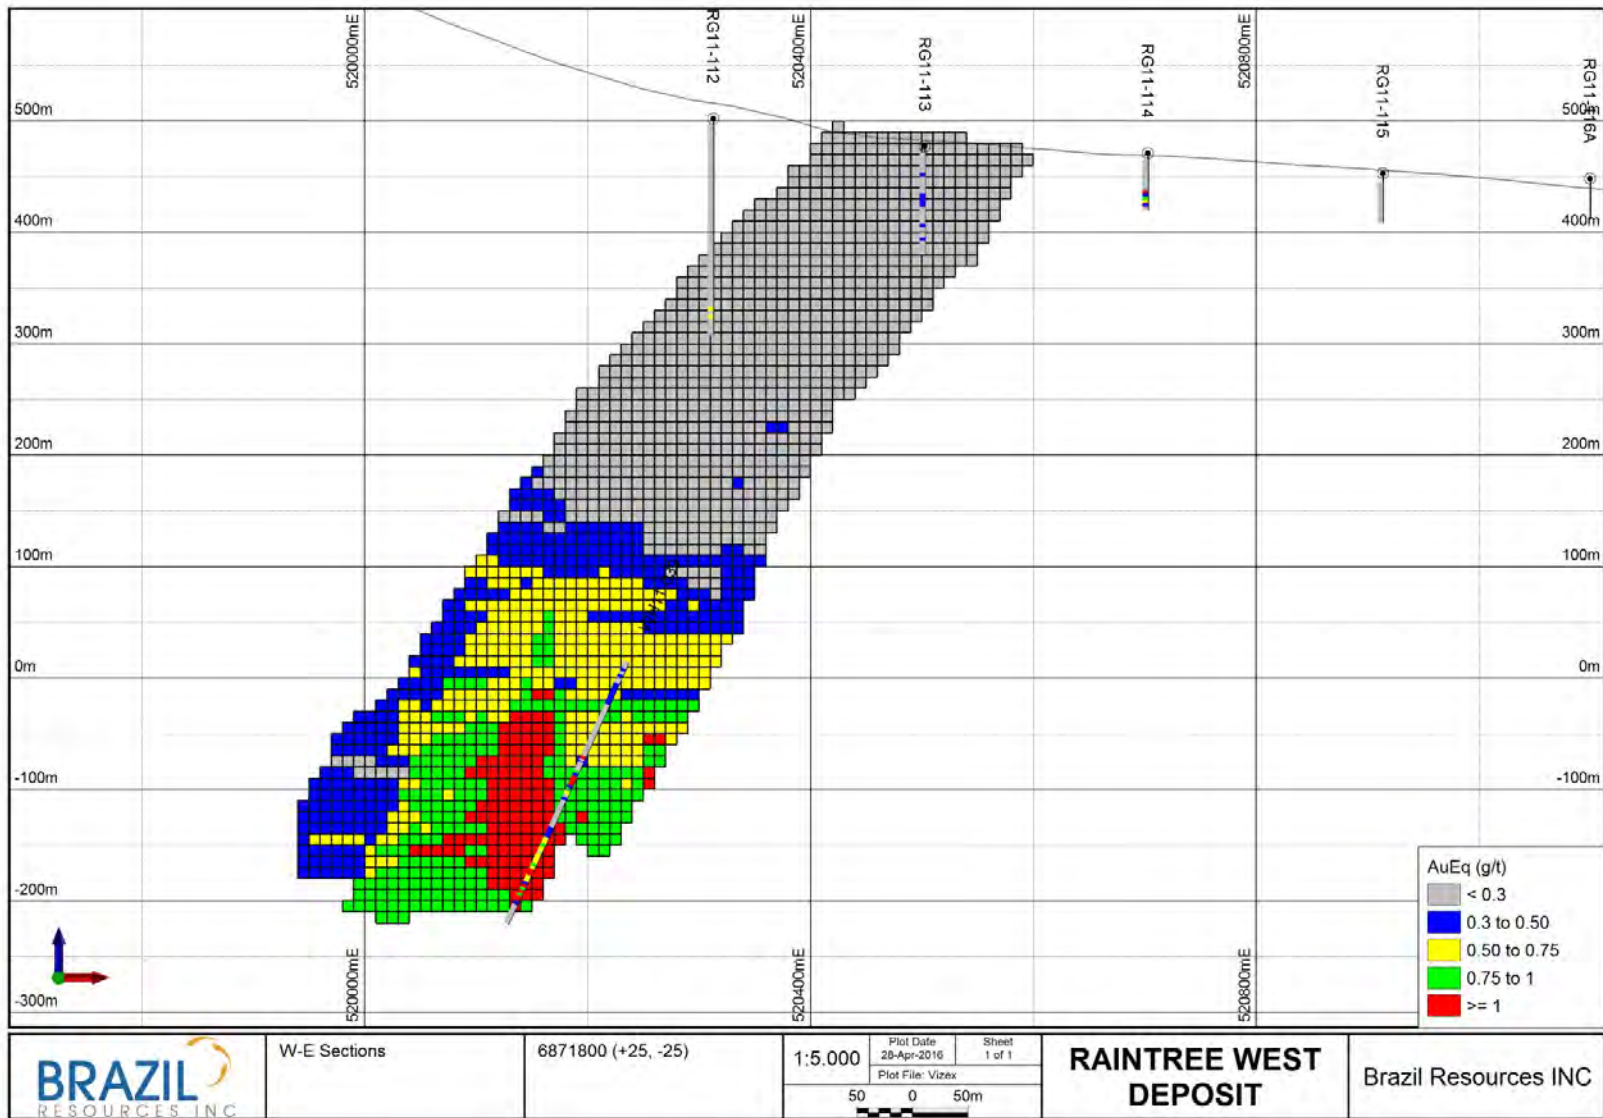 520000mE
RG11-112
520400mE
RG11-113
RG11-114
520800mE
RG11-115
500m
400m
400m
300m
300m
200m
200m
100m
100m
0m
0m
-100m
-100m
-200m
-300m
520000mE
520400mE
520800mE
AuEq (g/t)
< 0.3
0.3 to 0.50
0.50 to 0.75
0.75 to 1
>= 1
BRAZIL
RESOURCES INC
W-E Sections
6871800 (+25, -25)
1:5.000
Plot Date
28-Apr-2016
Sheet
1 of 1
Plot File: Vizex
50 0 50m
RAINTREE WEST
DEPOSIT
Brazil Resources INC